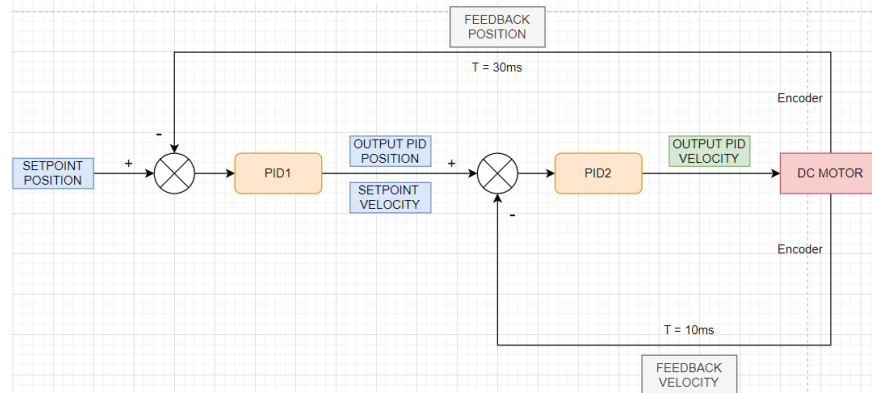 FEEDBACK
POSITION
T = 30ms
Encoder
-
SETPOINT
POSITION
+
PID1
OUTPUT PID
POSITION
SETPOINT
VELOCITY
+
-
PID2
OUTPUT PID
VELOCITY
DC MOTOR
Encoder
T = 10ms
FEEDBACK
VELOCITY